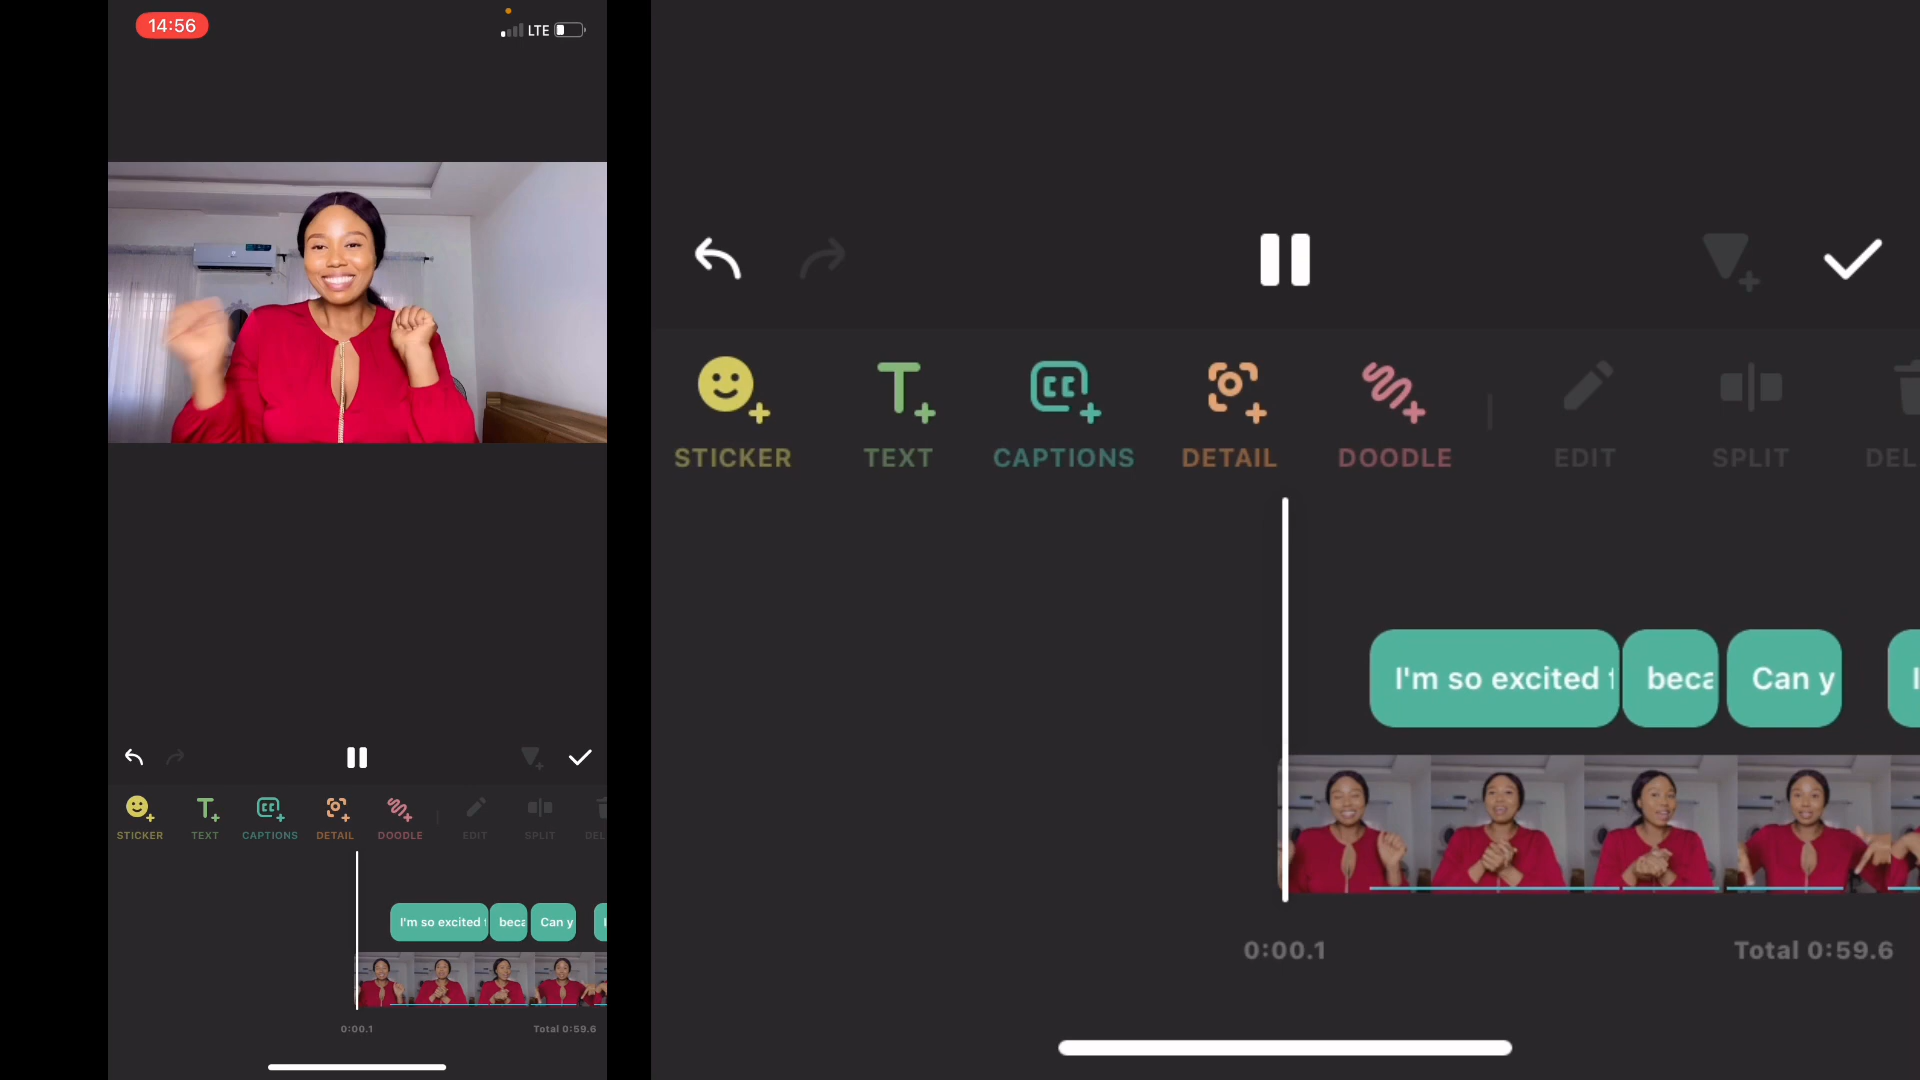 14:56
LTE
STICKER TEXT CAPTIONS DETAIL DOODLE EDIT SPLIT DEL
I'm so excited t beca Can y
0:00.1 Total 0:59.6
STICKER TEXT CAPTIONS DETAIL DOODLE EDIT SPLIT DEL
I'm so excited beca Can y
0:00.1 Total 0:59.6